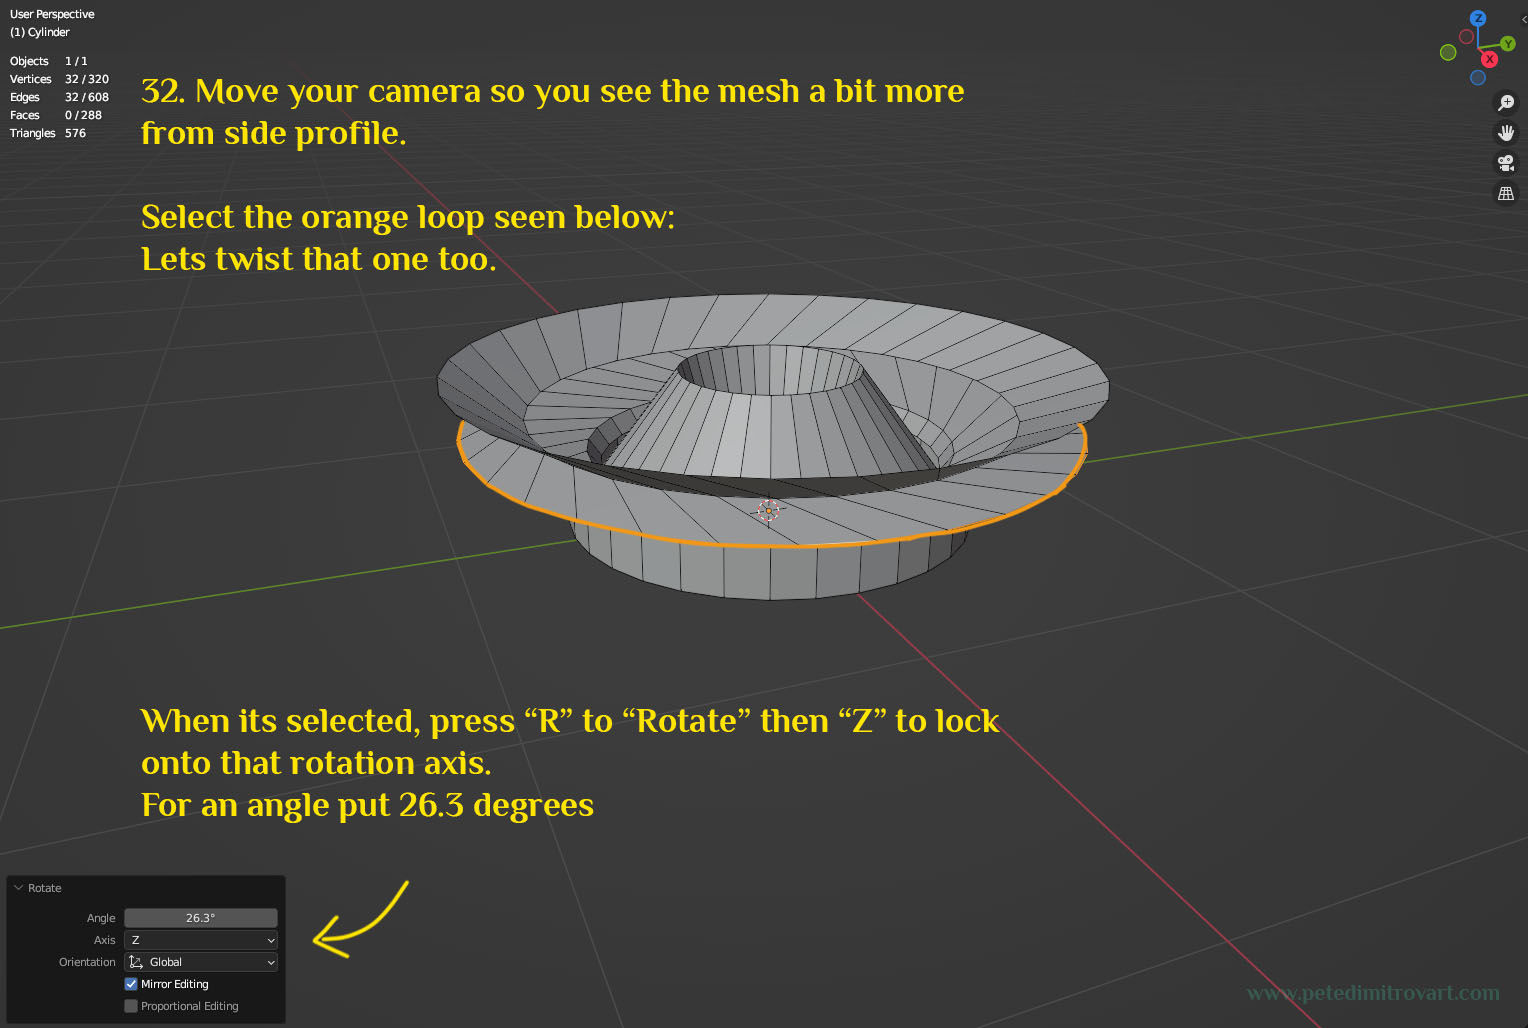 User Perspective
(1) Cylinder
Objects 1 / 1
Vertices 32 / 320
Edges 32 / 608
Faces 0 / 288
Triangles 576
Z
Y
X
32. Move your camera so you see the mesh a bit more
from side profile.
Select the orange loop seen below:
Lets twist that one too.
When its selected, press “R” to “Rotate” then “Z” to lock
onto that rotation axis.
For an angle put 26.3 degrees
Rotate
Angle 26.3°
Axis Z
Orientation Global
Mirror Editing
Proportional Editing
www.petedimitrovart.com